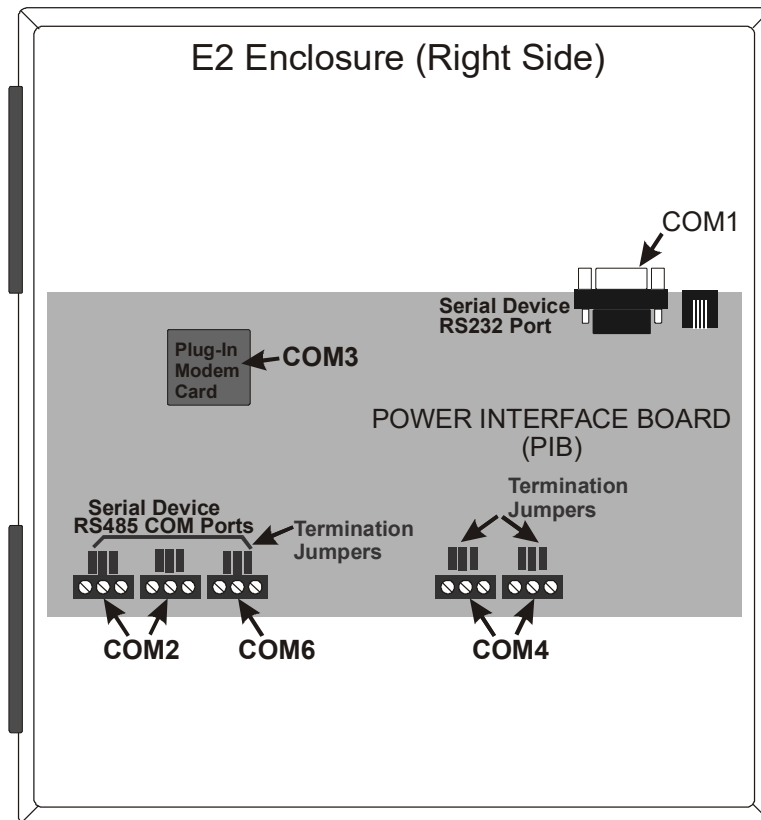 E2 Enclosure (Right Side)
COM1
Serial Device
RS232 Port
Plug-In
Modem
Card
COM3
POWER INTERFACE BOARD
(PIB)
Serial Device
RS485 COM Ports
Termination
Jumpers
Termination
Jumpers
COM2
COM6
COM4